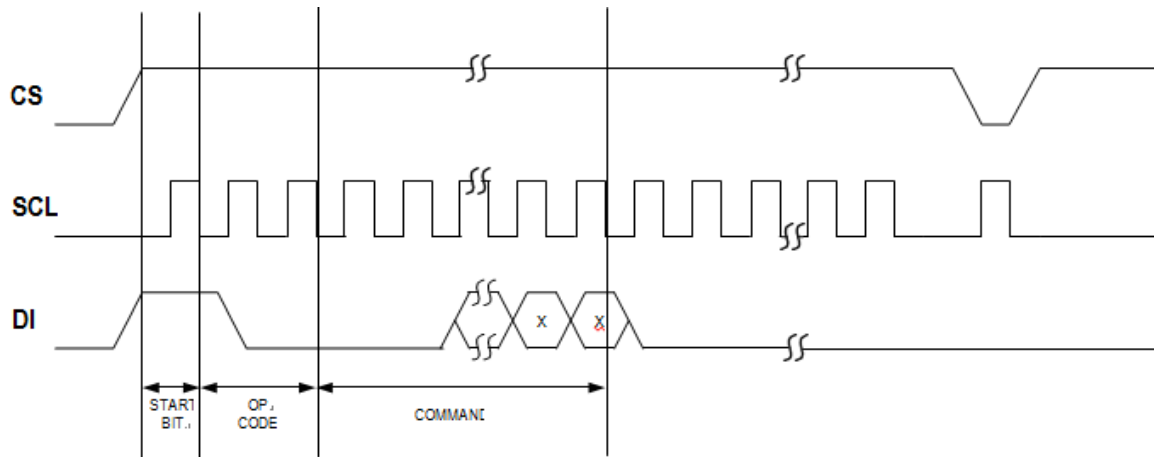 CS
SCL
DI
X
X
START
BIT
OP
CODE
COMMAND